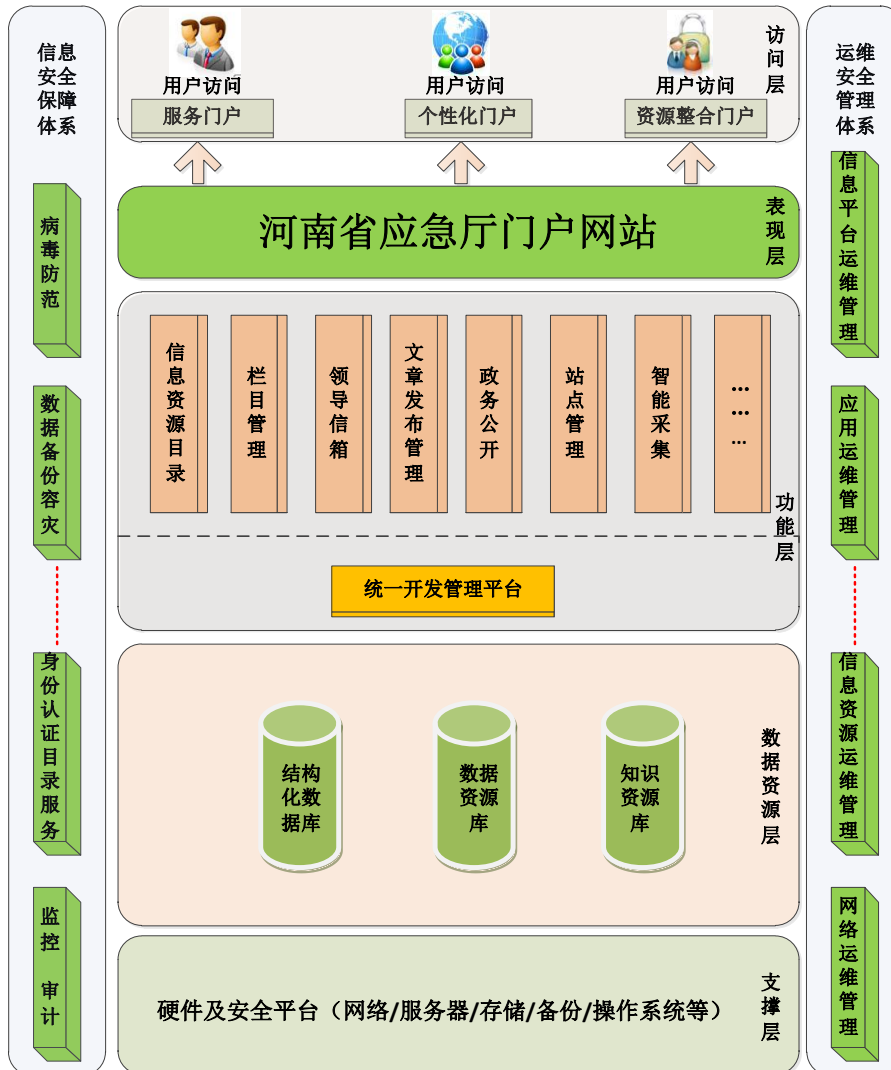 信息
安全
保障
体系
病毒防范
数据备份容灾
身份认证目录服务
监控 审计
用户访问
服务门户
用户访问
个性化门户
用户访问
资源整合门户
访问层
河南省应急厅门户网站
表现层
信息资源目录
栏目管理
领导信箱
文章发布管理
政务公开
站点管理
智能采集
...
...
...
功能层
统一开发管理平台
结构
化数
据库
数据
资源
库
知识
资源
库
数据资源层
硬件及安全平台（网络/服务器/存储/备份/操作系统等）
支撑层
运维
安全
管理
体系
信息平台运维管理
应用运维管理
信息资源运维管理
网络运维管理